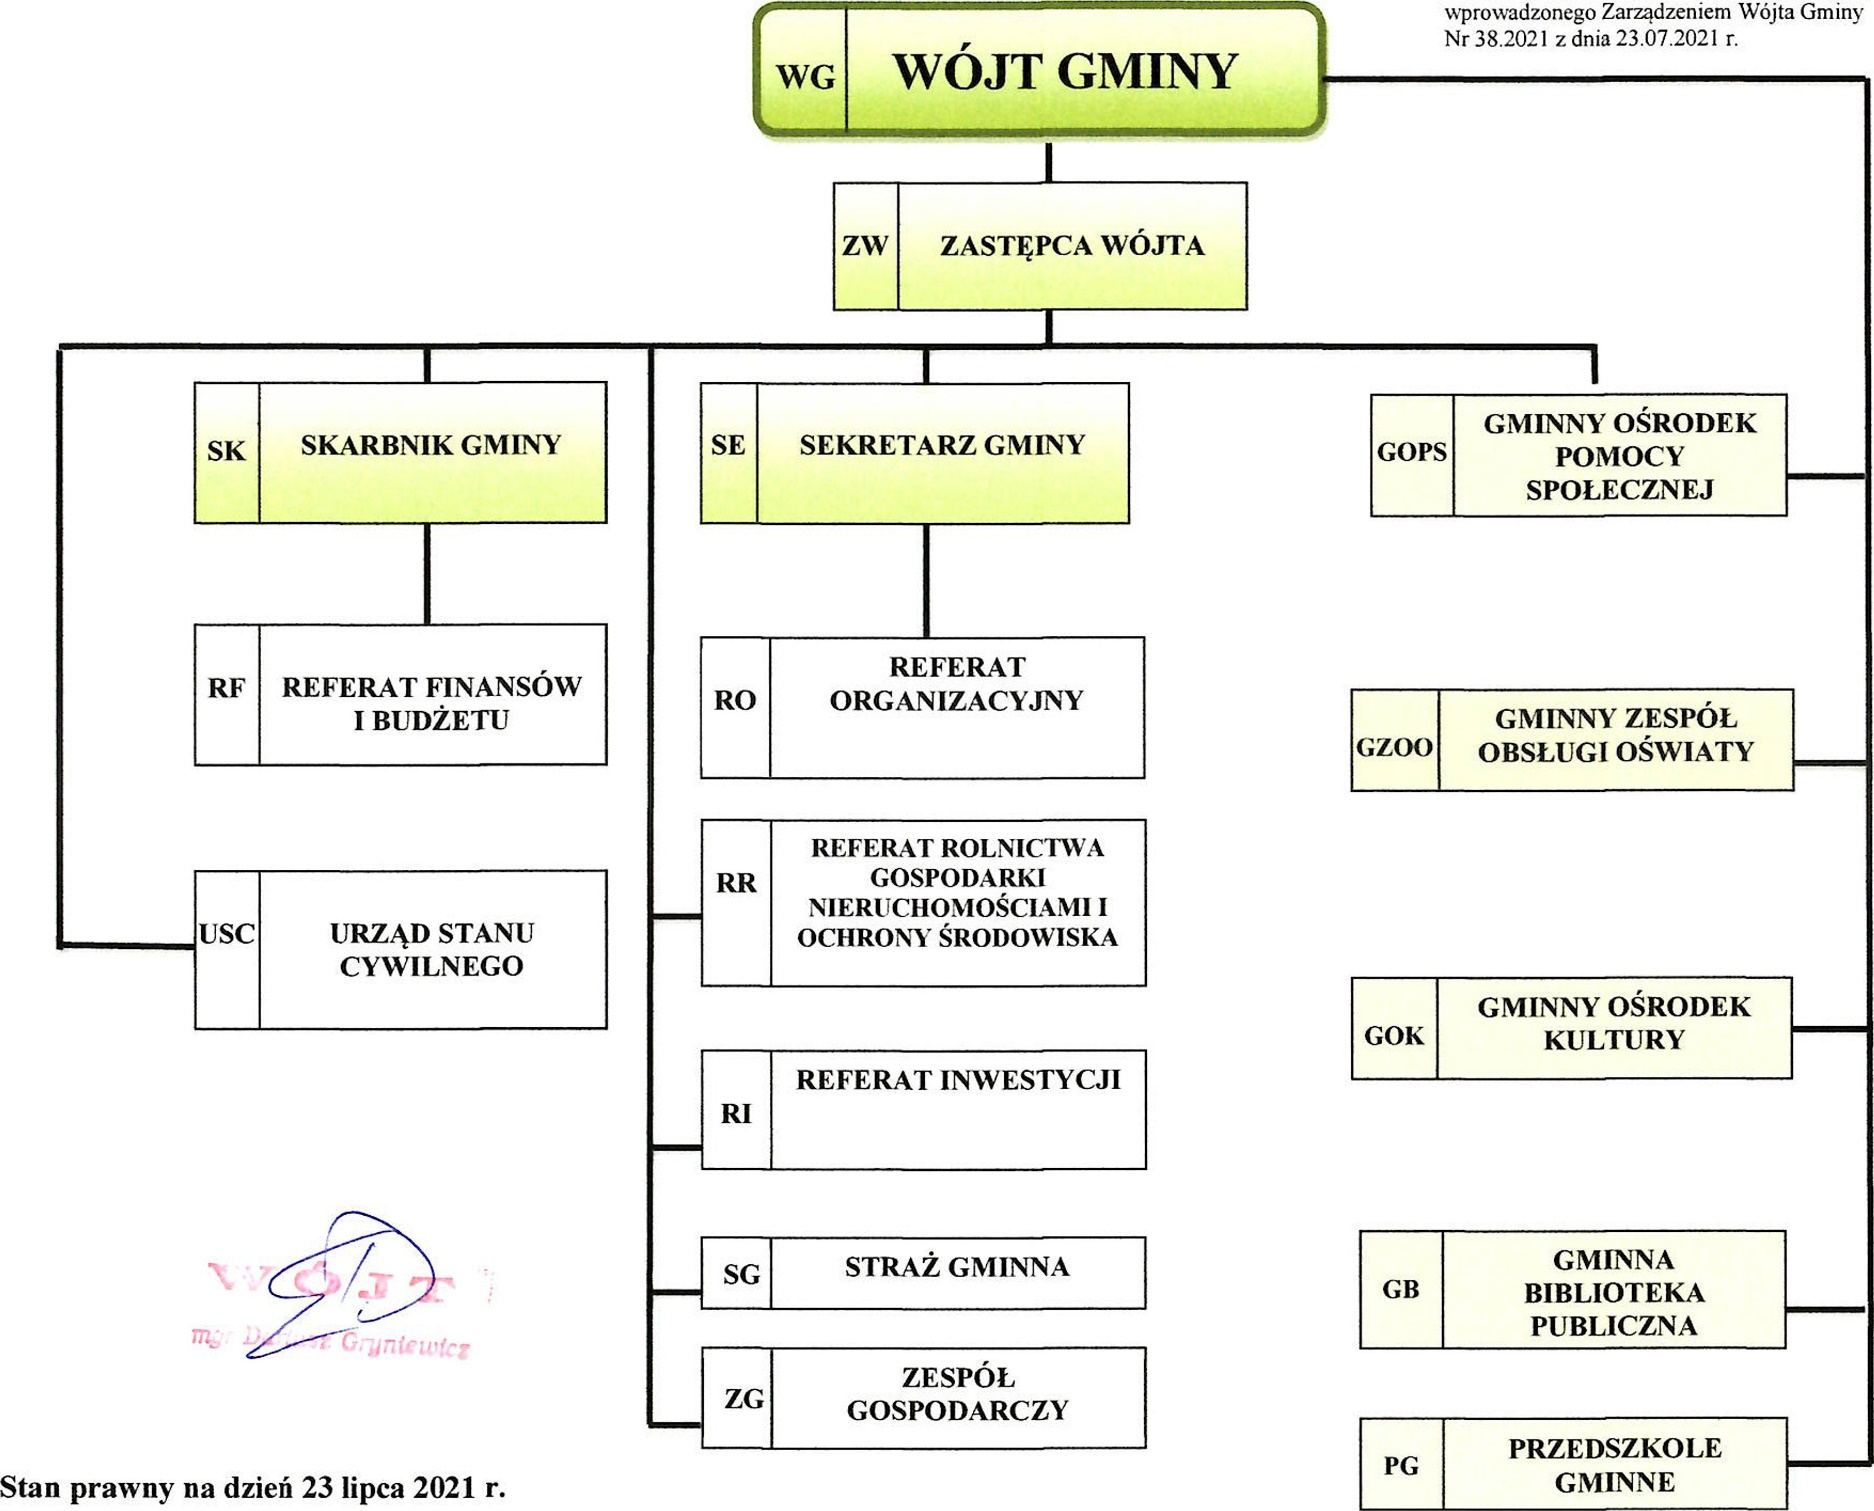 wprowadzonego Zarządzeniem Wójta Gminy
Nr 38.2021 z dnia 23.07.2021 r.
WG
WÓJT GMINY
ZW
ZASTĘPCA WÓJTA
SK
SKARBNIK GMINY
SE
SEKRETARZ GMINY
GOPS
GMINNY OŚRODEK
POMOCY
SPOŁECZNEJ
RF
REFERAT FINANSÓW
I BUDŻETU
RO
REFERAT
ORGANIZACYJNY
GZOO
GMINNY ZESPÓŁ
OBSŁUGI OŚWIATY
RR
REFERAT ROLNICTWA
GOSPODARKI
NIERUCHOMOŚCIAMI I
OCHRONY ŚRODOWISKA
USC
URZĄD STANU
CYWILNEGO
GOK
GMINNY OŚRODEK
KULTURY
RI
REFERAT INWESTYCJI
SG
STRAŻ GMINNA
GB
GMINNA
BIBLIOTEKA
PUBLICZNA
WÓJT
mgr Dariusz Gryniewicz
ZG
ZESPÓŁ
GOSPODARCZY
PG
PRZEDSZKOLE
GMINNE
Stan prawny na dzień 23 lipca 2021 r.